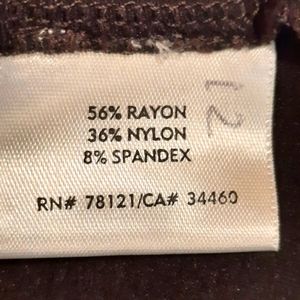 56% RAYON
36% NYLON
8% SPANDEX
RN# 78121/CA# 34460
12